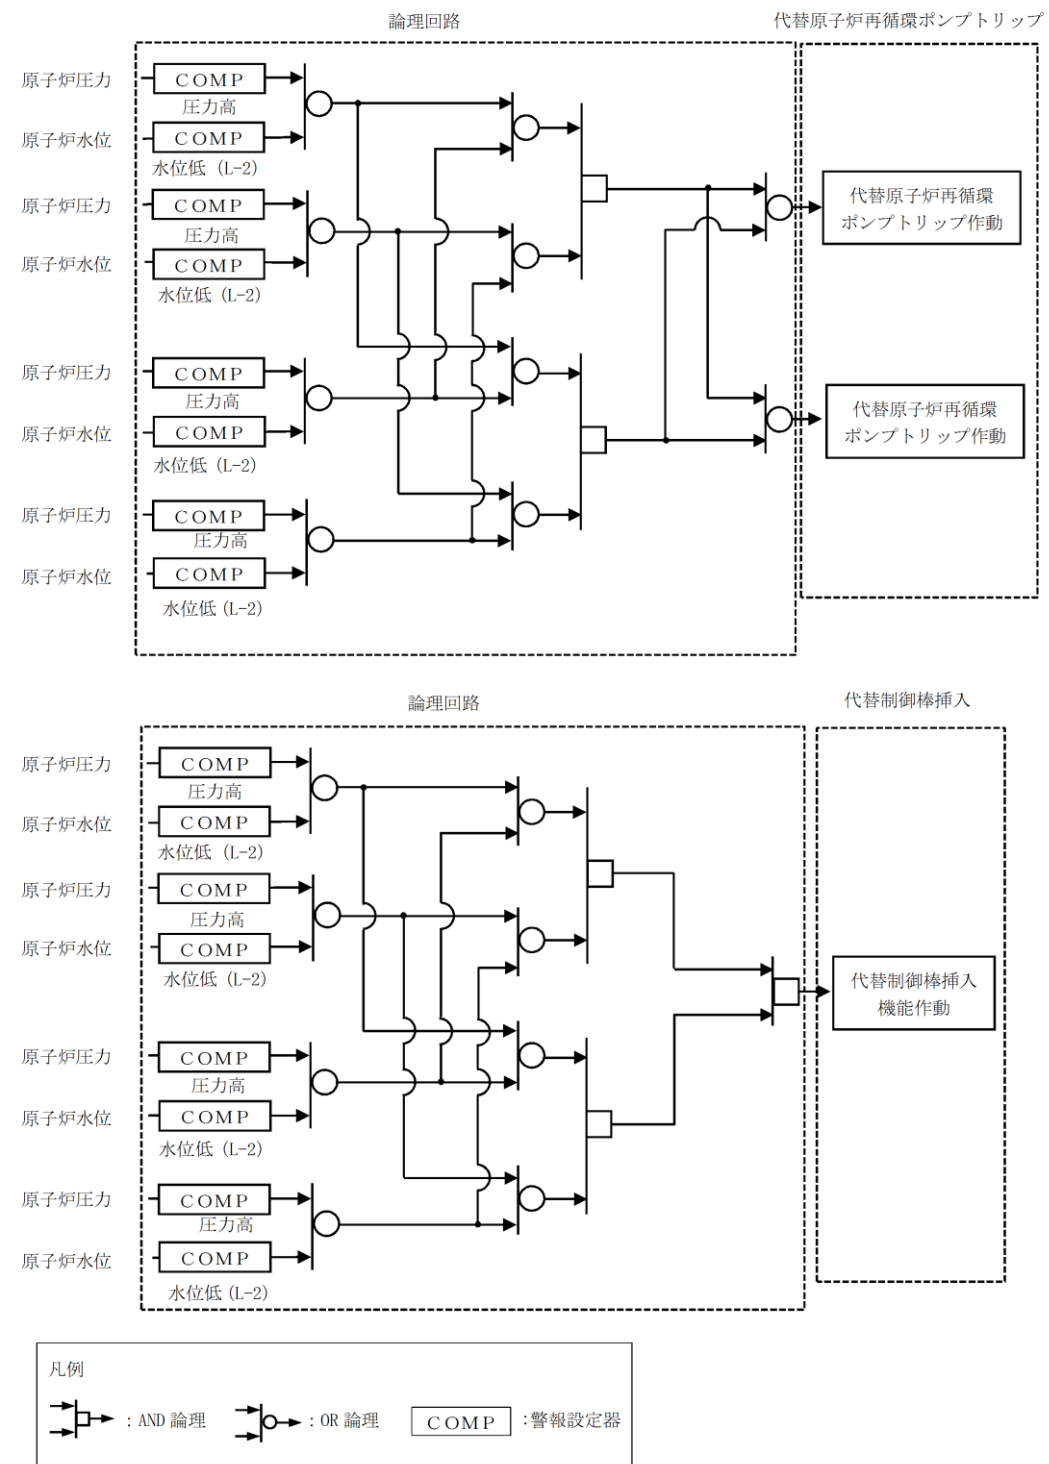 論理回路
代替原子炉再循環ポンプトリップ
原子炉圧力
COMP
圧力高
原子炉水位
COMP
水位低 (L-2)
原子炉圧力
COMP
圧力高
原子炉水位
COMP
水位低 (L-2)
代替原子炉再循環
ポンプトリップ作動
原子炉圧力
COMP
圧力高
原子炉水位
COMP
水位低 (L-2)
代替原子炉再循環
ポンプトリップ作動
原子炉圧力
COMP
圧力高
原子炉水位
COMP
水位低 (L-2)
論理回路
代替制御棒挿入
原子炉圧力
COMP
圧力高
原子炉水位
COMP
水位低 (L-2)
原子炉圧力
COMP
圧力高
原子炉水位
COMP
水位低 (L-2)
代替制御棒挿入
機能作動
原子炉圧力
COMP
圧力高
原子炉水位
COMP
水位低 (L-2)
原子炉圧力
COMP
圧力高
原子炉水位
COMP
水位低 (L-2)
凡例
：AND 論理
：OR 論理
COMP
：警報設定器